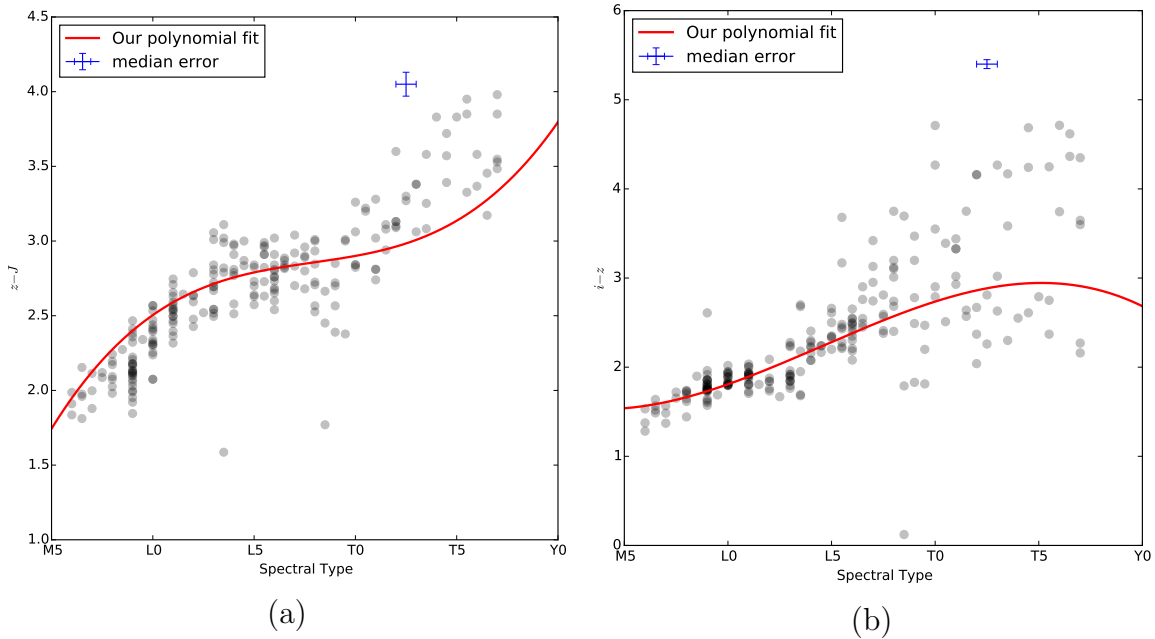 4.5
Our polynomial fit
median error
4.0
3.5
3.0
z−J
2.5
2.0
1.5
1.0
M5 L0 L5 T0 T5 Y0
Spectral Type
(a)
6
Our polynomial fit
median error
5
4
3
i−z
2
1
0
M5 L0 L5 T0 T5 Y0
Spectral Type
(b)